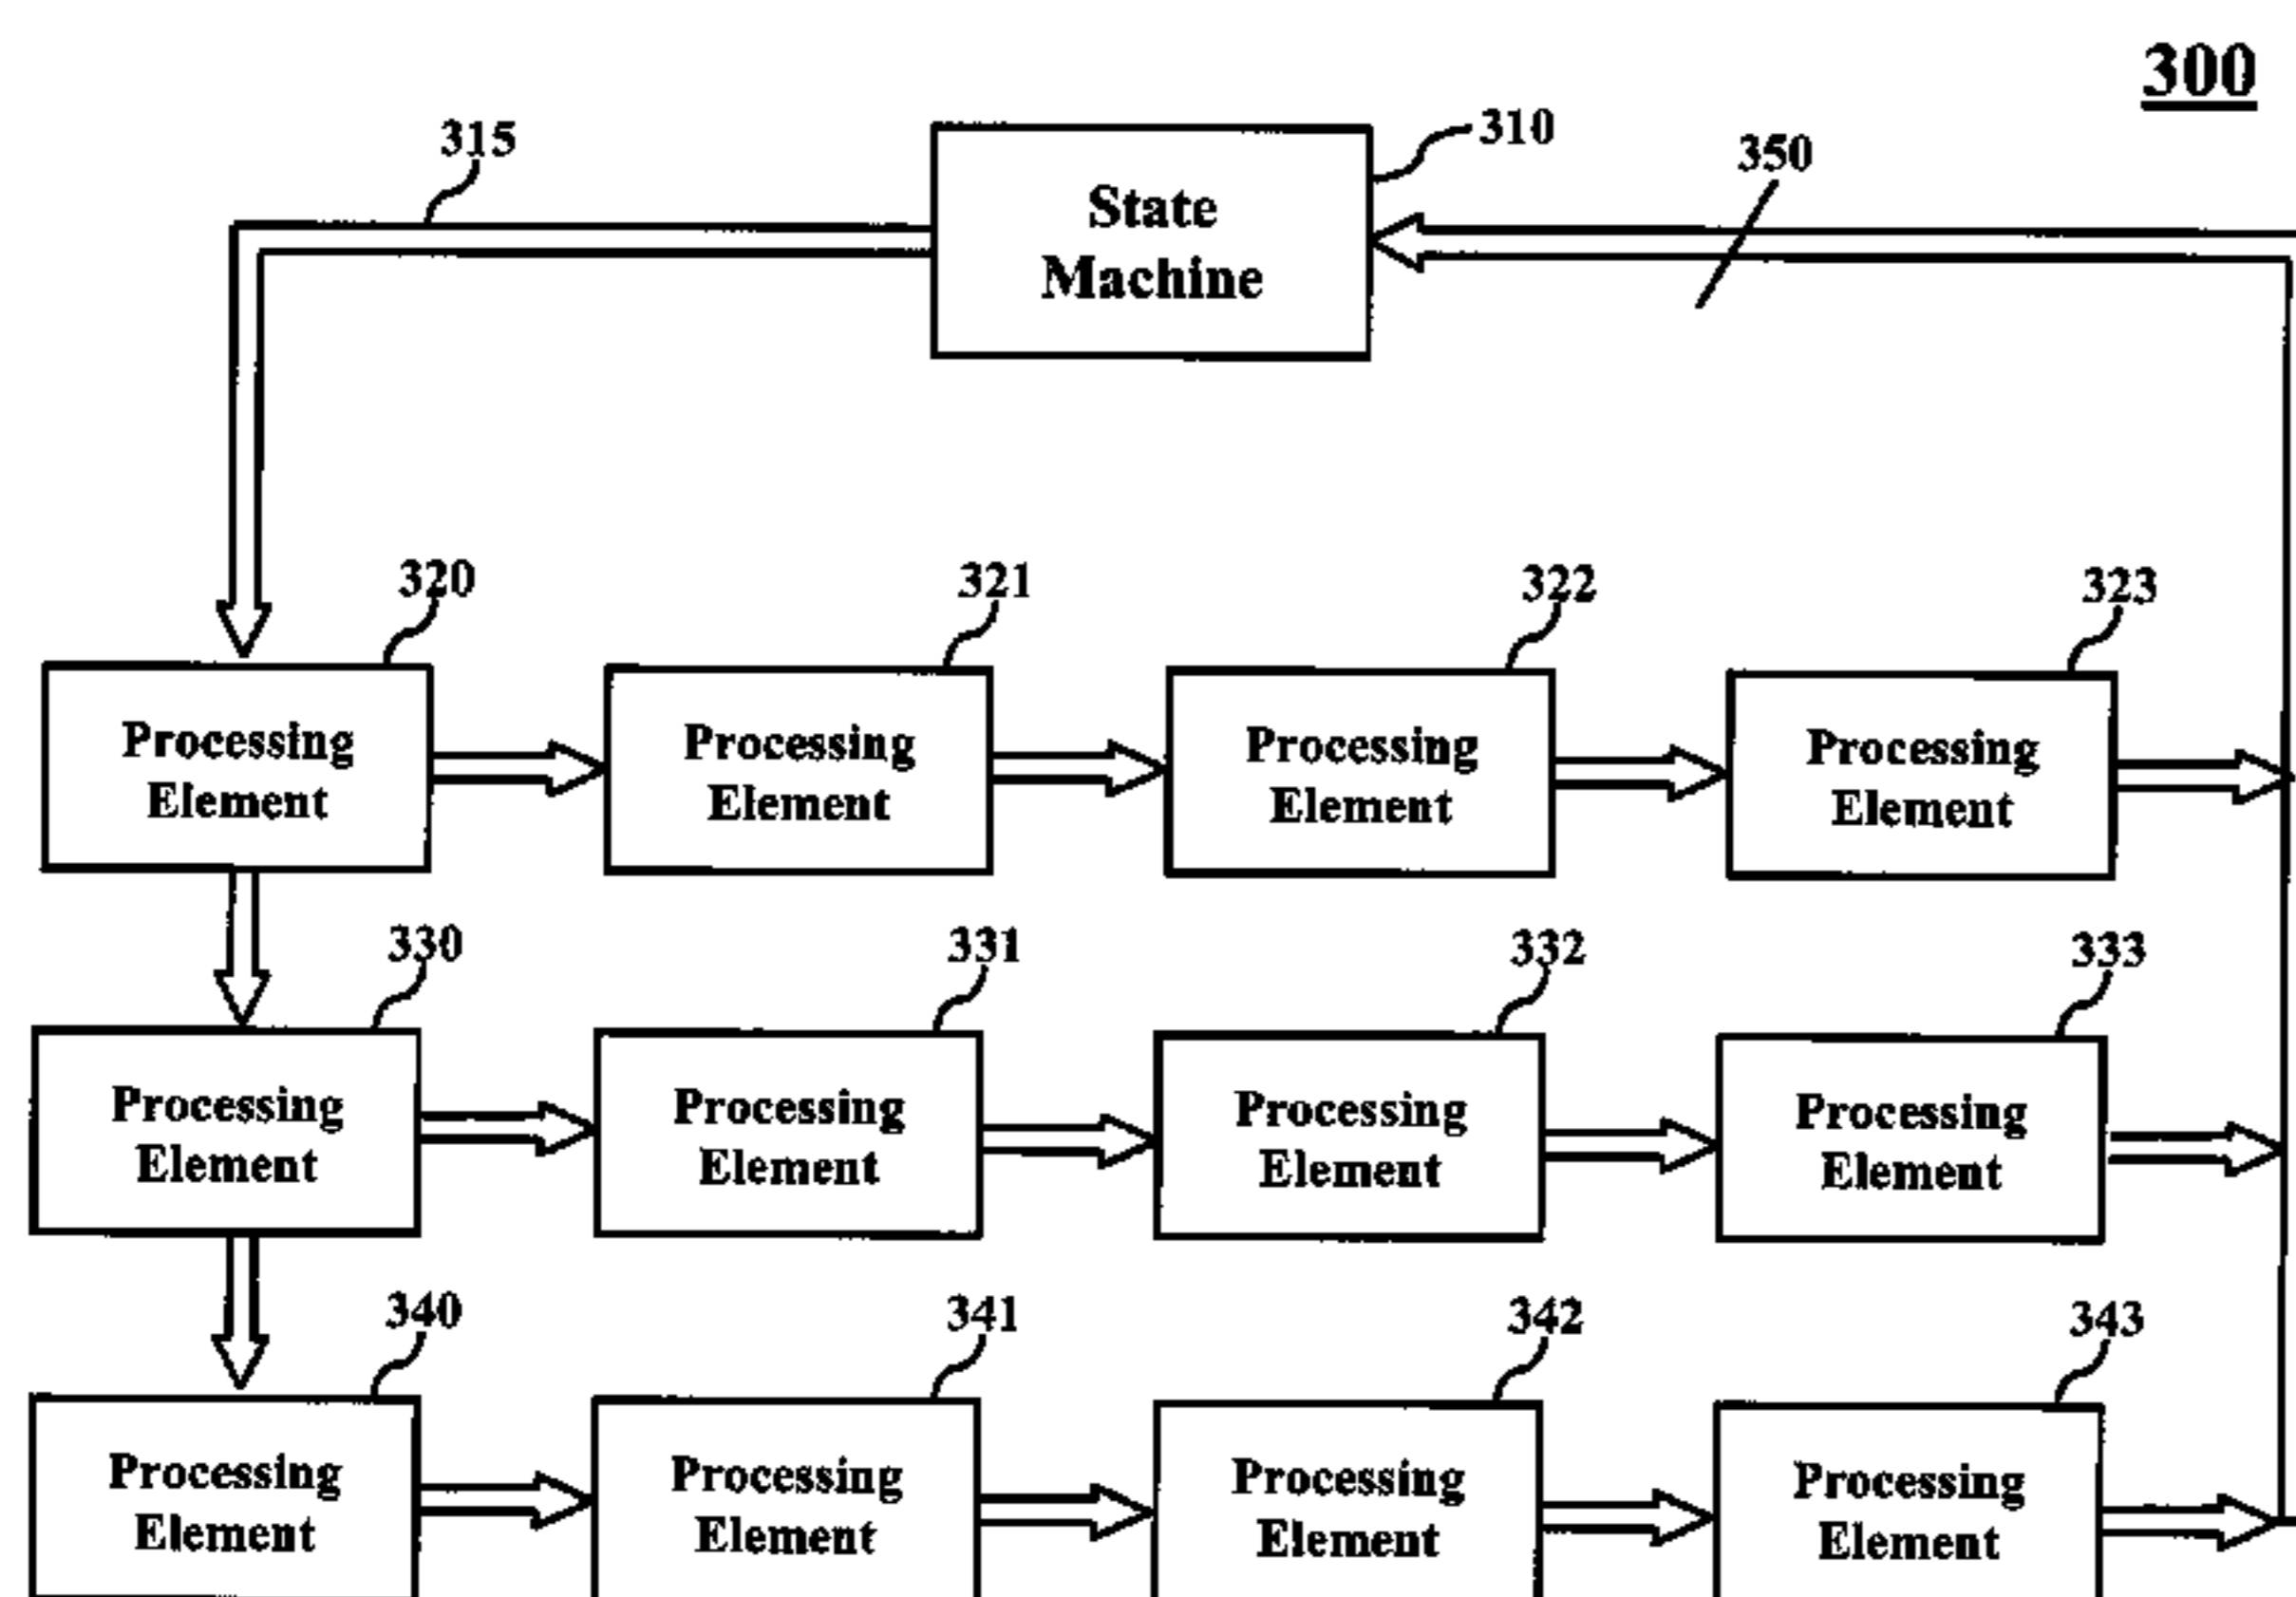 300
315
310
350
State
Machine
320
321
322
323
Processing
Element
Processing
Element
Processing
Element
Processing
Element
330
331
332
333
Processing
Element
Processing
Element
Processing
Element
Processing
Element
340
341
342
343
Processing
Element
Processing
Element
Processing
Element
Processing
Element